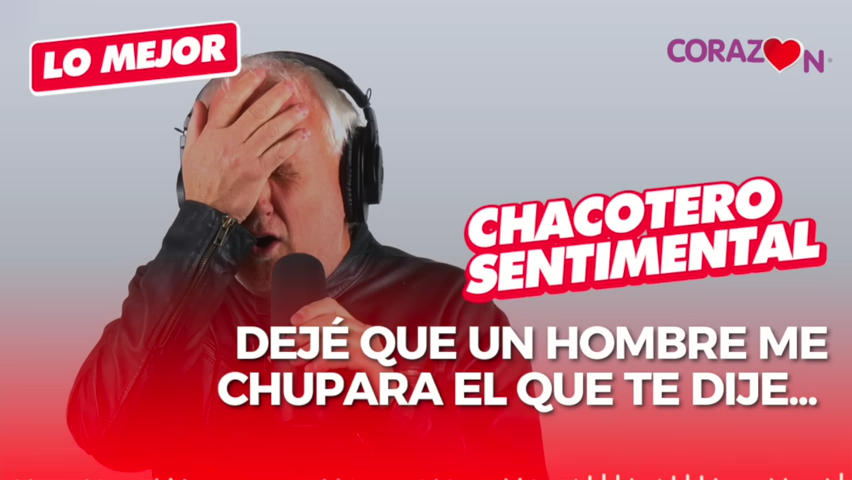 LO MEJOR
CORAZON
CHACOTERO
SENTIMENTAL
DEJÉ QUE UN HOMBRE ME
CHUPARA EL QUE TE DIJE...